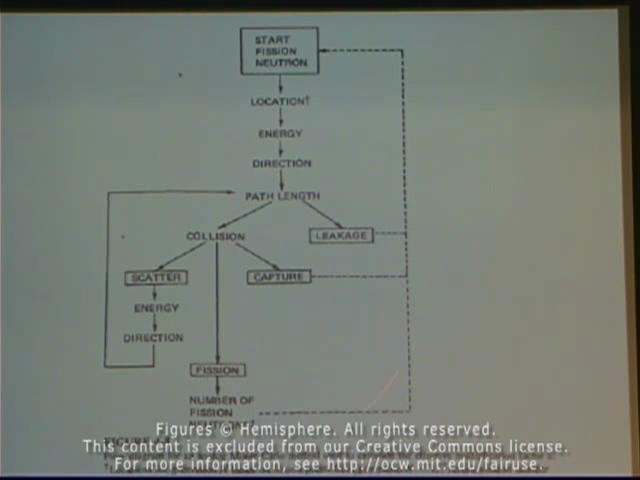 START
FISSION
NEUTRON
LOCATION†
ENERGY
DIRECTION
PATH LENGTH
COLLISION
LEAKAGE
SCATTER
CAPTURE
ENERGY
DIRECTION
FISSION
NUMBER OF
FISSION
Figures © Hemisphere. All rights reserved.
This content is excluded from our Creative Commons license.
For more information, see http://ocw.mit.edu/fairuse.